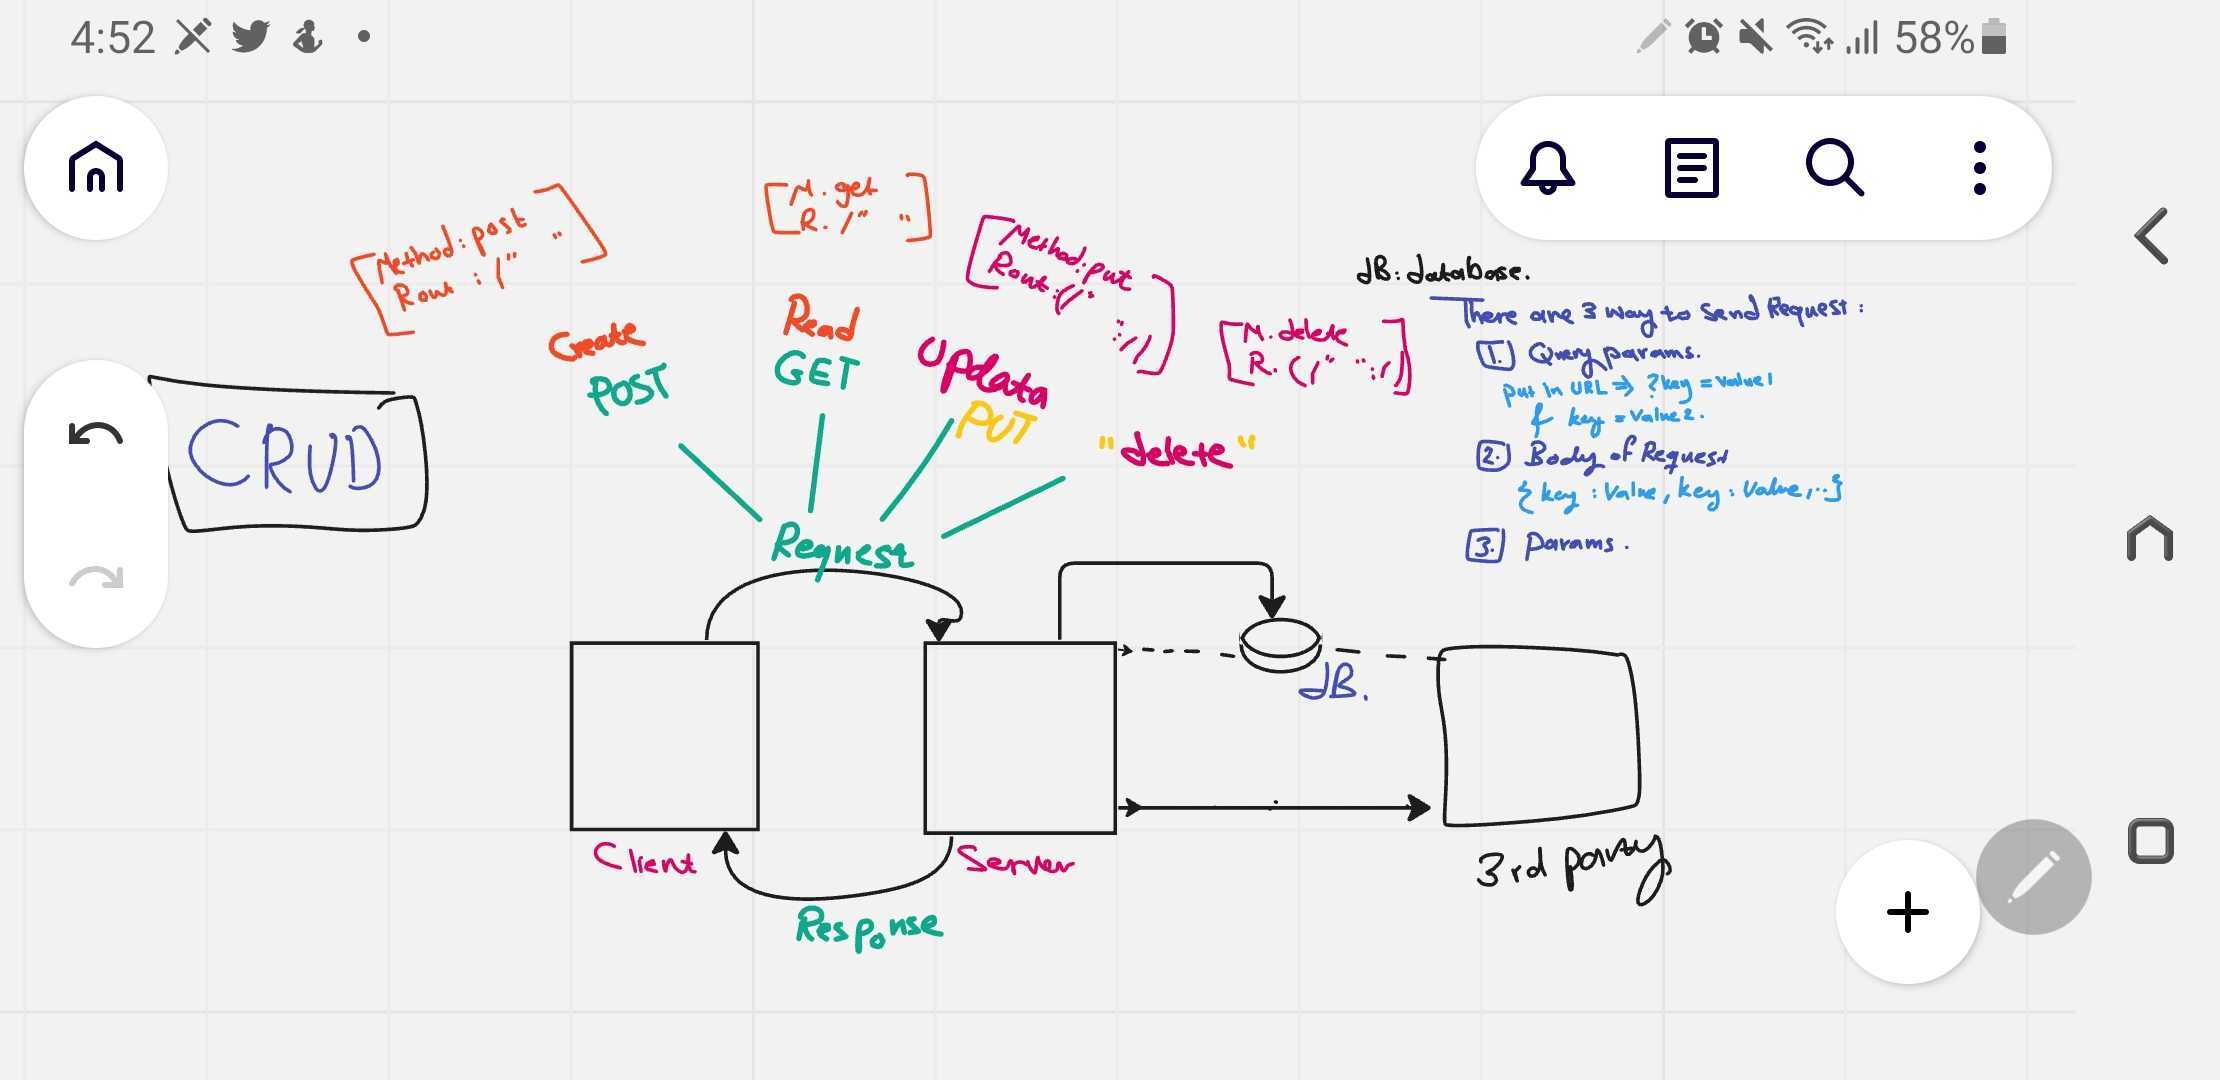 4:52
58%
Method: post
Rout : /" "
M. get
R. /" "
Method: put
Rout :(/:
:://
M. delete
R. (/" ":/)
dB: database.
There are 3 way to Send Request:
1. Query params.
put in URL => ?key = value1
& key = value2.
2. Body of Request
{ key : Value, key : Value, ..}
3. Params.
Create
POST
Read
GET
Updata
PUT
"delete"
CRUD
Request
dB.
Client
Server
3rd party
Response